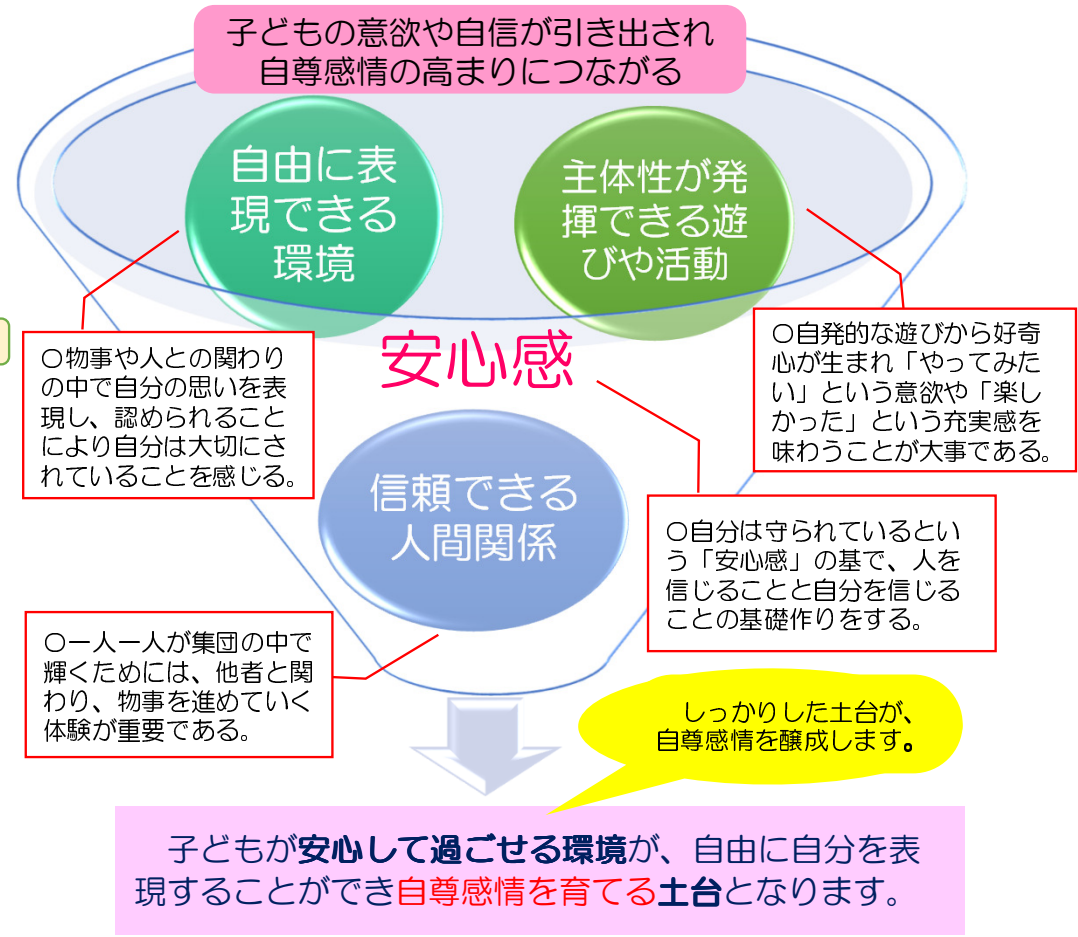 子どもの意欲や自信が引き出され
自尊感情の高まりにつながる
自由に表
現できる
環境
主体性が発
揮できる遊
びや活動
安心感
〇物事や人との関わり
の中で自分の思いを表
現し、認められること
により自分は大切にさ
れていることを感じる。
〇自発的な遊びから好奇
心が生まれ「やってみた
い」という意欲や「楽し
かった」という充実感を
味わうことが大事である。
信頼できる
人間関係
〇自分は守られているとい
う「安心感」の基で、人を
信じることと自分を信じる
ことの基礎作りをする。
〇一人一人が集団の中で
輝くためには、他者と関
わり、物事を進めていく
体験が重要である。
しっかりした土台が、
自尊感情を醸成します。
子どもが安心して過ごせる環境が、自由に自分を表
現することができ自尊感情を育てる土台となります。